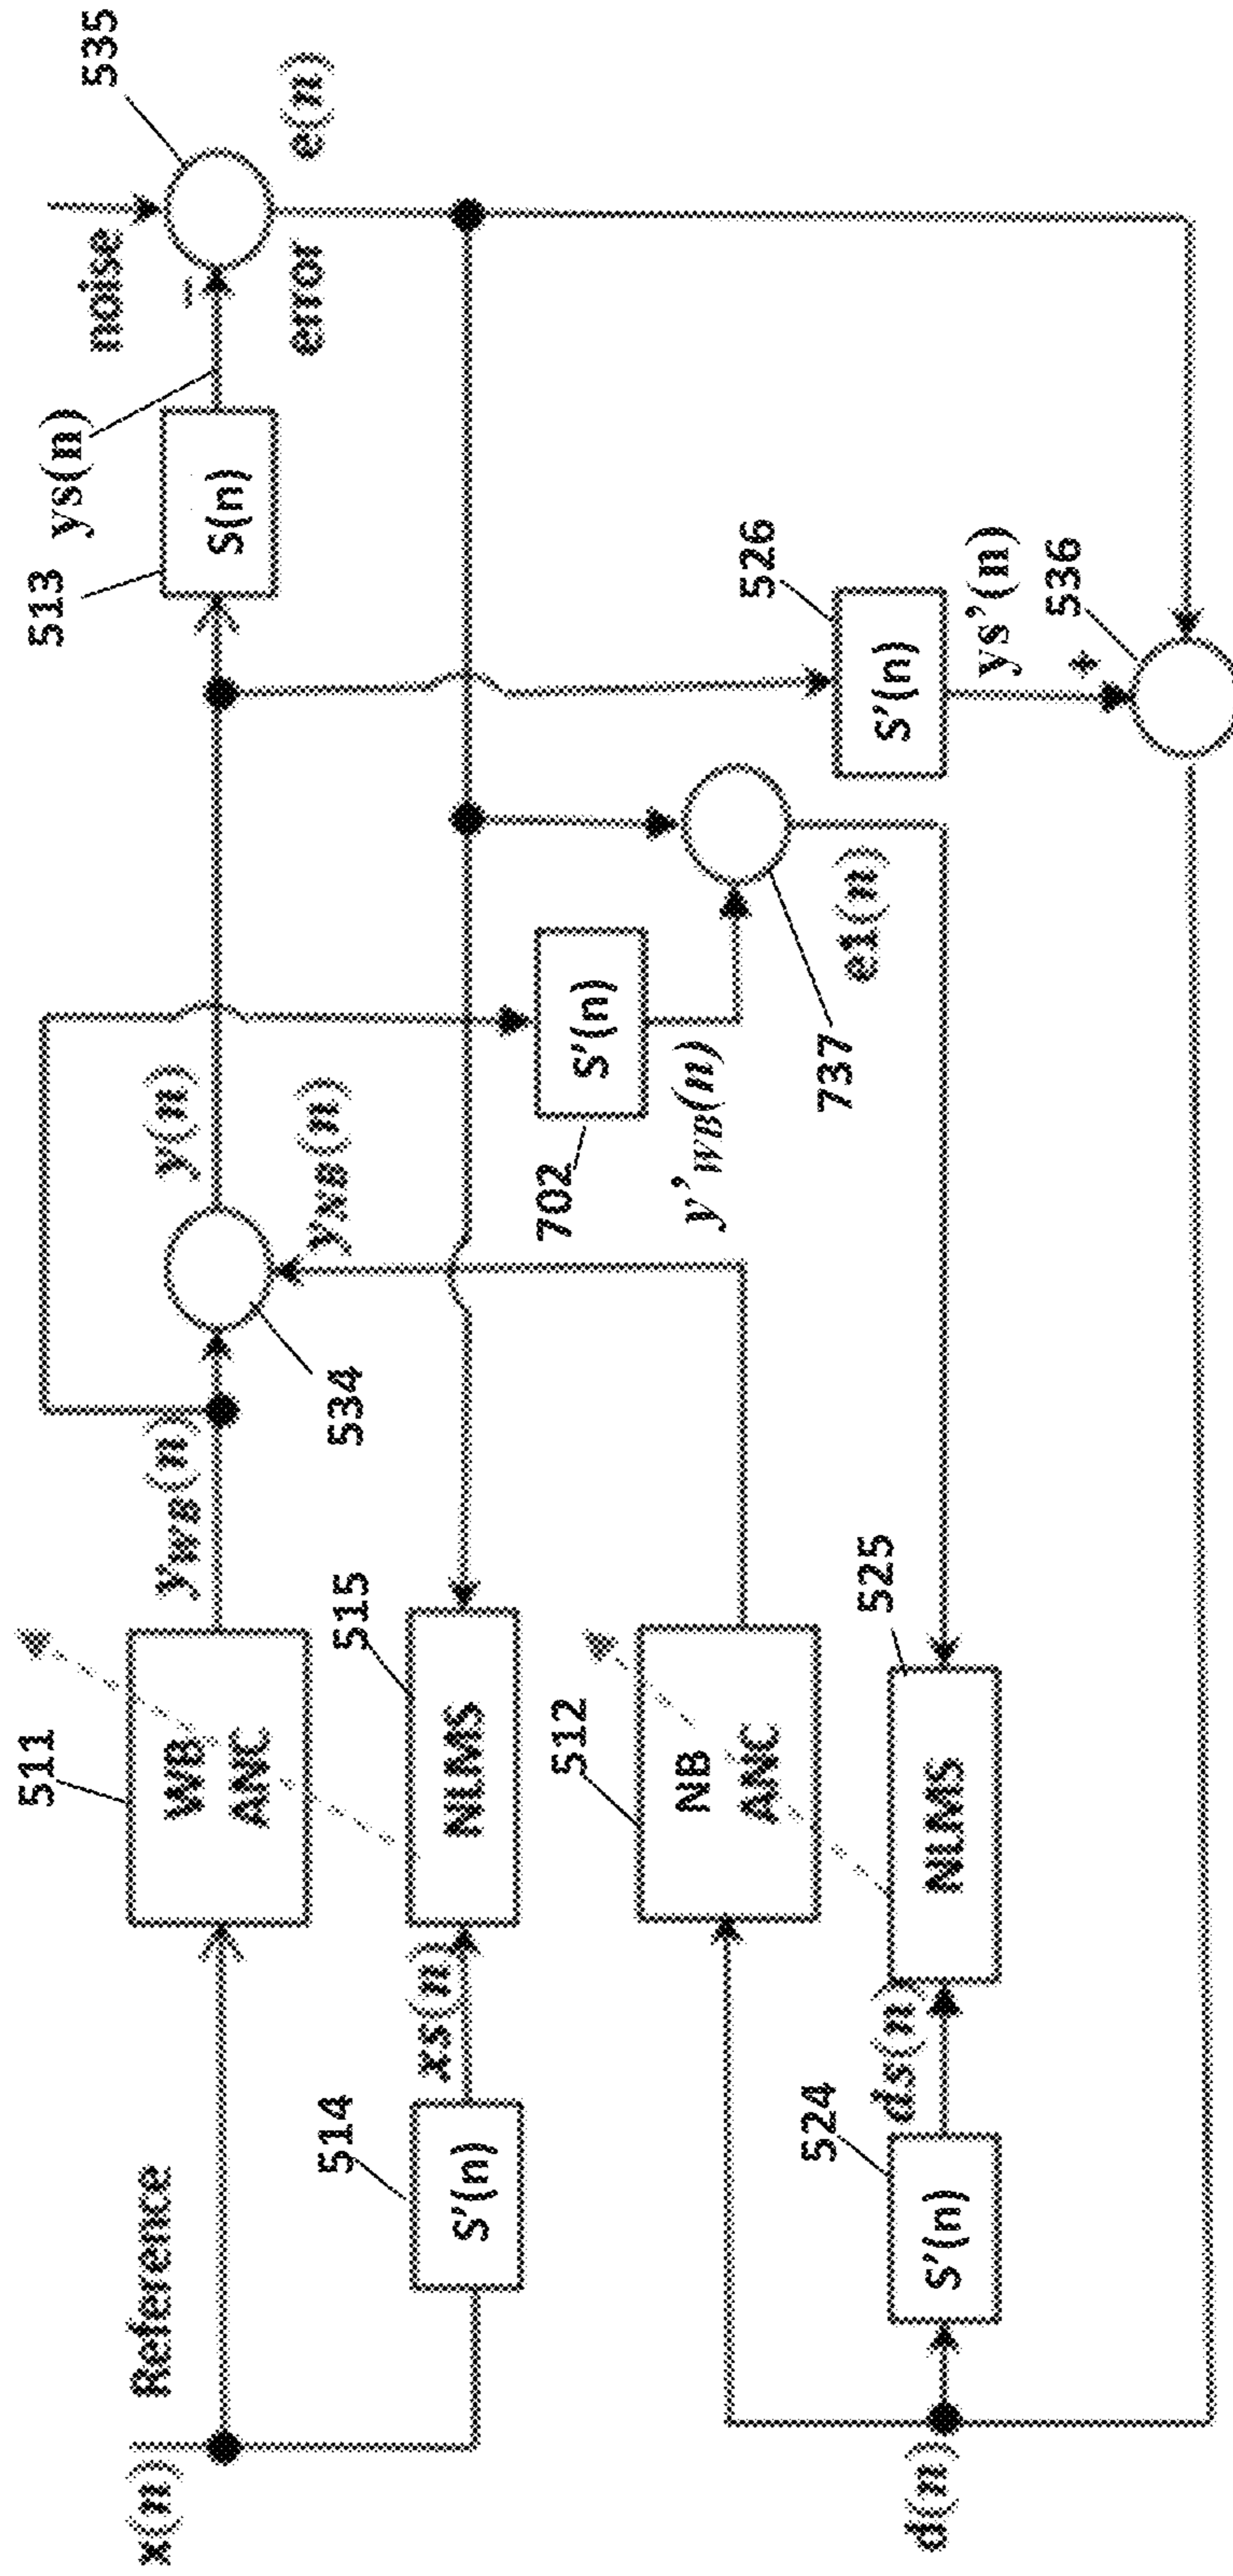 x(n)
Reference
511
WB
ANC
yWB(n)
534
y(n)
yNB(n)
513
S(n)
ys(n)
noise
–
535
error
e(n)
514
S'(n)
xs(n)
515
NLMS
702
S'(n)
y'WB(n)
737
e1(n)
512
NB
ANC
526
S'(n)
ys'(n)
+
536
d(n)
524
S'(n)
ds(n)
525
NLMS